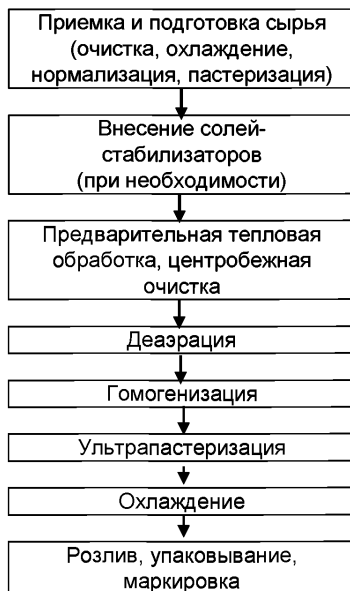 Приемка и подготовка сырья
(очистка, охлаждение,
нормализация, пастеризация)
Внесение солей-
стабилизаторов
(при необходимости)
Предварительная тепловая
обработка, центробежная
очистка
Деаэрация
Гомогенизация
Ультрапастеризация
Охлаждение
Розлив, упаковывание,
маркировка